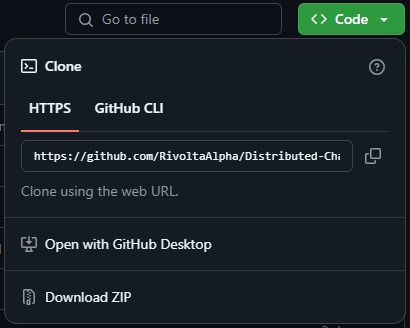 Go to file
Code
Clone
HTTPS
GitHub CLI
https://github.com/RivoltaAlpha/Distributed-Cha
Clone using the web URL.
Open with GitHub Desktop
Download ZIP